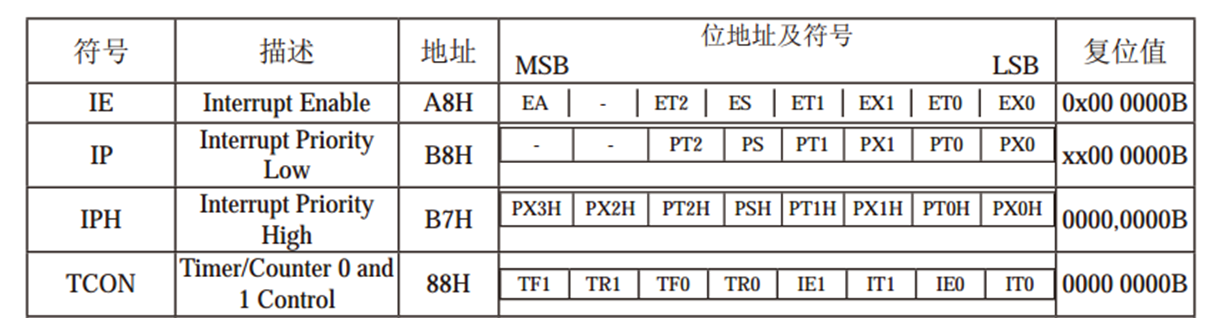 符号 描述 地址 位地址及符号 复位值
MSB LSB
IE Interrupt Enable A8H EA - ET2 ES ET1 EX1 ET0 EX0 0x00 0000B
IP Interrupt Priority Low B8H - - PT2 PS PT1 PX1 PT0 PX0 xx00 0000B
IPH Interrupt Priority High B7H PX3H PX2H PT2H PSH PT1H PX1H PT0H PX0H 0000,0000B
TCON Timer/Counter 0 and 1 Control 88H TF1 TR1 TF0 TR0 IE1 IT1 IE0 IT0 0000 0000B